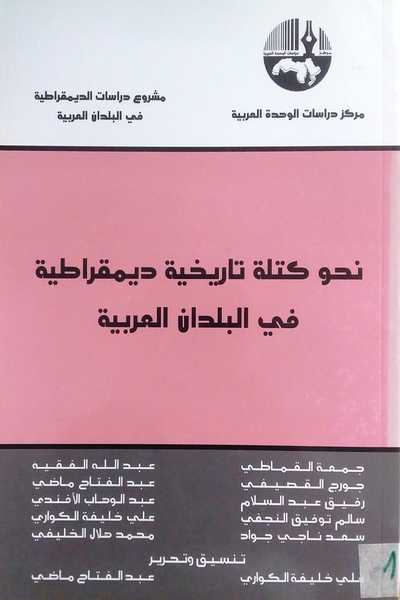 مركز دراسات الوحدة العربية
مشروع دراسات الديمقراطية
في البلدان العربية
نحو كتلة تاريخية ديمقراطية
في البلدان العربية
جمعة القماطي
جورج القصيفي
رفيق عبد السلام
سالم توفيق النجفي
سعد ناجي جواد
عبد الله الفقيه
عبد الفتاح ماضي
عبد الوهاب الأفندي
علي خليفة الكواري
محمد هلال الخليفي
تنسيق وتحرير
علي خليفة الكواري
عبد الفتاح ماضي
1